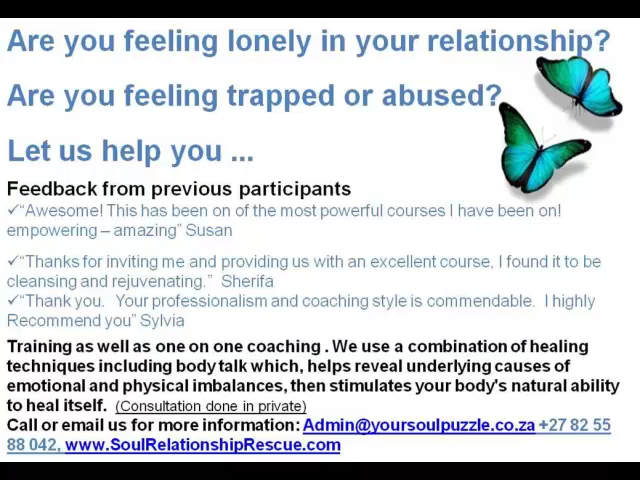 Are you feeling lonely in your relationship?
Are you feeling trapped or abused?
Let us help you ...
Feedback from previous participants
✓“Awesome! This has been on of the most powerful courses I have been on!
empowering – amazing” Susan
✓“Thanks for inviting me and providing us with an excellent course, I found it to be
cleansing and rejuvenating.”  Sherifa
✓“Thank you.  Your professionalism and coaching style is commendable.  I highly
Recommend you” Sylvia
Training as well as one on one coaching . We use a combination of healing
techniques including body talk which, helps reveal underlying causes of
emotional and physical imbalances, then stimulates your body's natural ability
to heal itself.  (Consultation done in private)
Call or email us for more information: Admin@yoursoulpuzzle.co.za +27 82 55
88 042, www.SoulRelationshipRescue.com